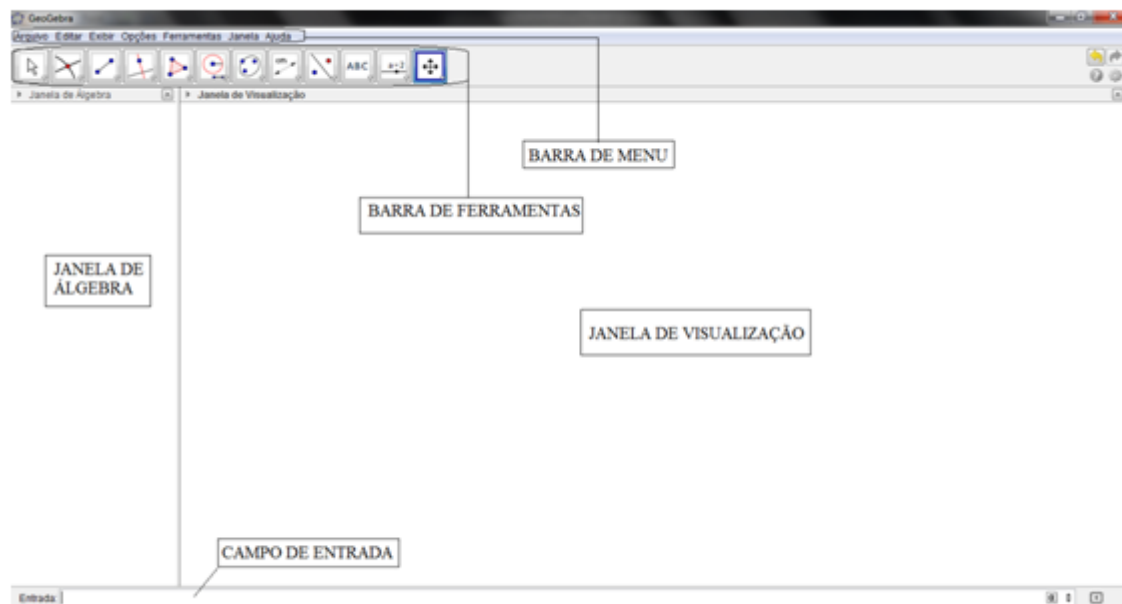 GeoGebra
Arquivo Editar Exibir Opções Ferramentas Janela Ajuda
ABC
a=2
Janela de Álgebra
Janela de Visualização
BARRA DE MENU
BARRA DE FERRAMENTAS
JANELA DE
ÁLGEBRA
JANELA DE VISUALIZAÇÃO
CAMPO DE ENTRADA
Entrada: